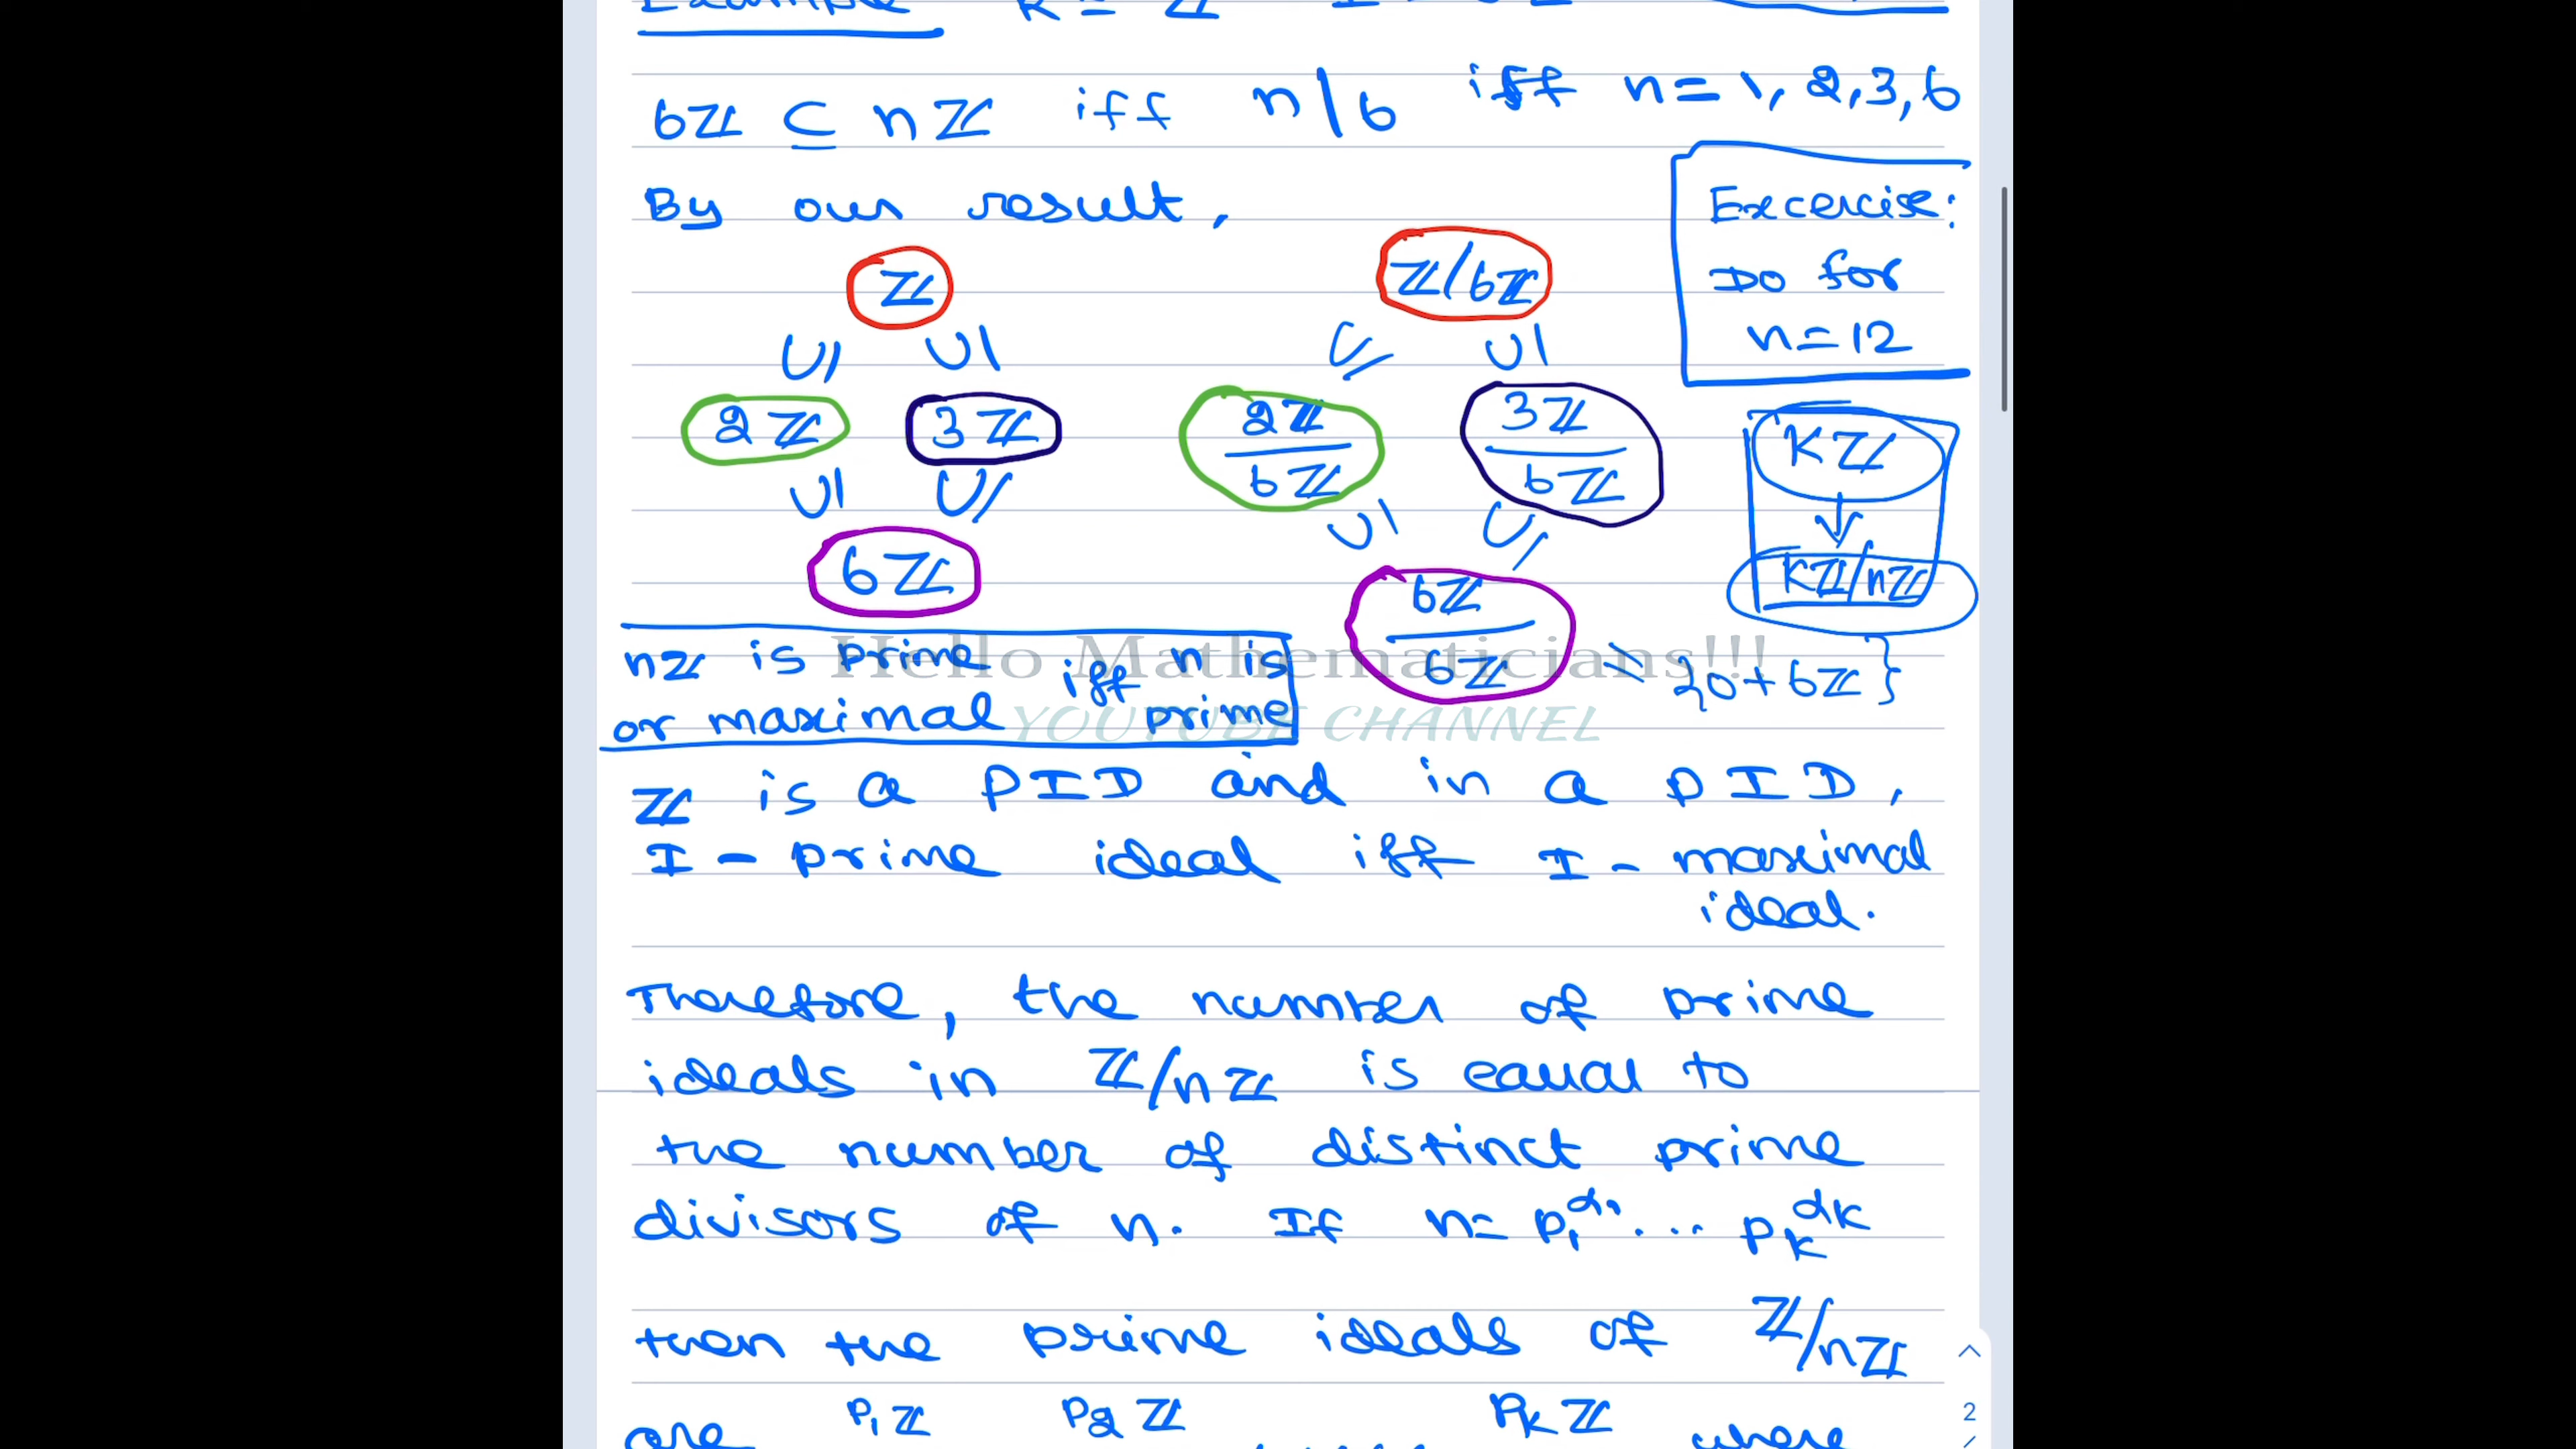 Example R = ℤ
6ℤ ⊆ nℤ iff n/6 iff n = 1, 2, 3, 6
By our result,
Excercise:
Do for
n = 12
ℤ
U| U|
2ℤ 3ℤ
U| U|
6ℤ
ℤ/6ℤ
U| U|
2ℤ/6ℤ 3ℤ/6ℤ
U| U|
6ℤ/6ℤ = {0+6ℤ}
kℤ
↓
kℤ/nℤ
Hello Mathematicians!!!
YOUTUBE CHANNEL
nℤ is prime iff n is
or maximal prime
ℤ is a PID and in a PID,
I - prime ideal iff I - maximal
ideal.
Therefore, the number of prime
ideals in ℤ/nℤ is equal to
the number of distinct prime
divisors of n. If n = p₁^α₁ ... pₖ^αₖ
then the prime ideals of ℤ/nℤ
are p₁ℤ p₂ℤ pₖℤ where
2